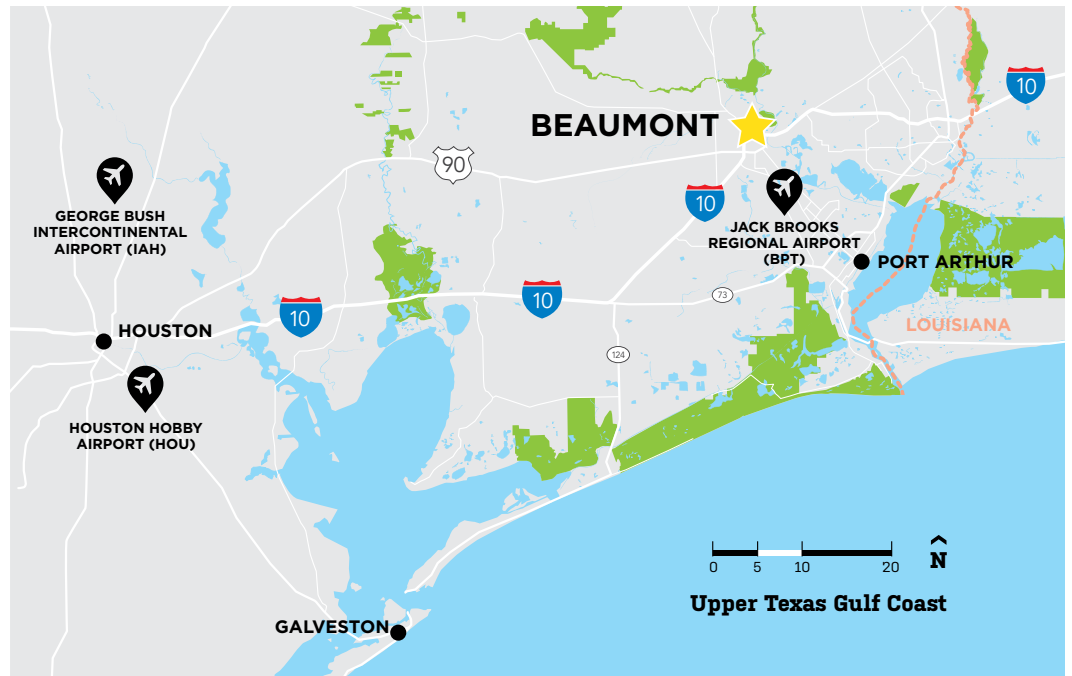 10
BEAUMONT
90
GEORGE BUSH
INTERCONTINENTAL
AIRPORT (IAH)
10
JACK BROOKS
REGIONAL AIRPORT
(BPT)
PORT ARTHUR
73
10
10
HOUSTON
LOUISIANA
124
HOUSTON HOBBY
AIRPORT (HOU)
0 5 10 20
N
Upper Texas Gulf Coast
GALVESTON